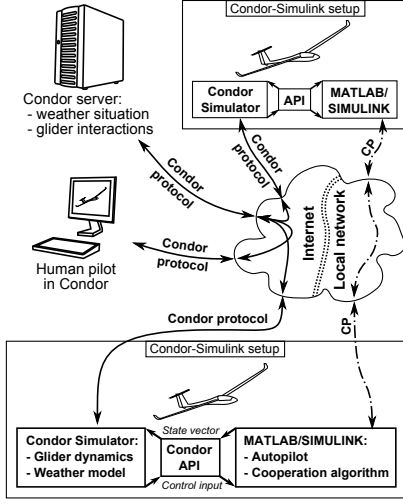 Condor-Simulink setup
Condor
Simulator
API
MATLAB/
SIMULINK
Condor server:
- weather situation
- glider interactions
Condor
protocol
Condor
protocol
CP
Human pilot
in Condor
Condor
protocol
Internet
Local network
Condor protocol
CP
Condor-Simulink setup
Condor Simulator:
- Glider dynamics
- Weather model
State vector
Condor
API
Control input
MATLAB/SIMULINK:
- Autopilot
- Cooperation algorithm